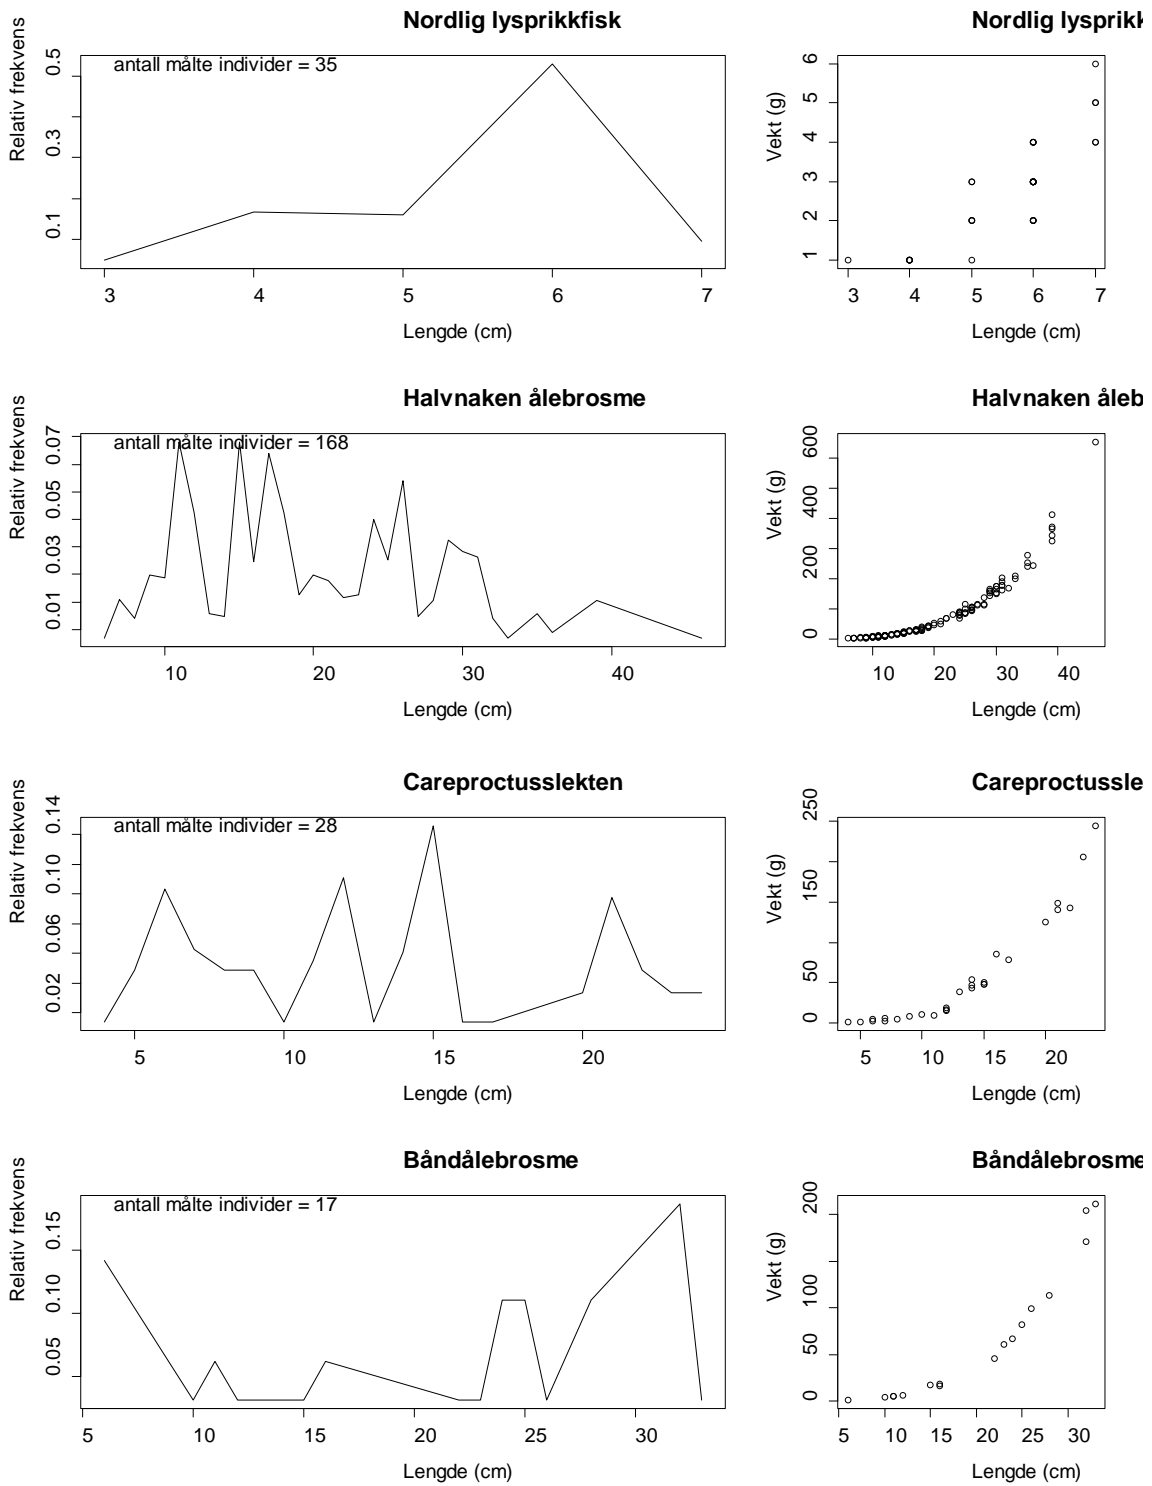 Nordlig lysprikkfisk
Relativ frekvens
0.1 0.3 0.5
antall målte individer = 35
3 4 5 6 7
Lengde (cm)
Nordlig lysprikk
Vekt (g)
1 2 3 4 5 6
3 4 5 6 7
Lengde (cm)
Halvnaken ålebrosme
Relativ frekvens
0.01 0.03 0.05 0.07
antall målte individer = 168
10 20 30 40
Lengde (cm)
Halvnaken åleb
Vekt (g)
0 200 400 600
10 20 30 40
Lengde (cm)
Careproctusslekten
Relativ frekvens
0.02 0.06 0.10 0.14
antall målte individer = 28
5 10 15 20
Lengde (cm)
Careproctussle
Vekt (g)
0 50 150 250
5 10 15 20
Lengde (cm)
Båndålebrosme
Relativ frekvens
0.05 0.10 0.15
antall målte individer = 17
5 10 15 20 25 30
Lengde (cm)
Båndålebrosme
Vekt (g)
0 50 100 200
5 10 15 20 25 30
Lengde (cm)